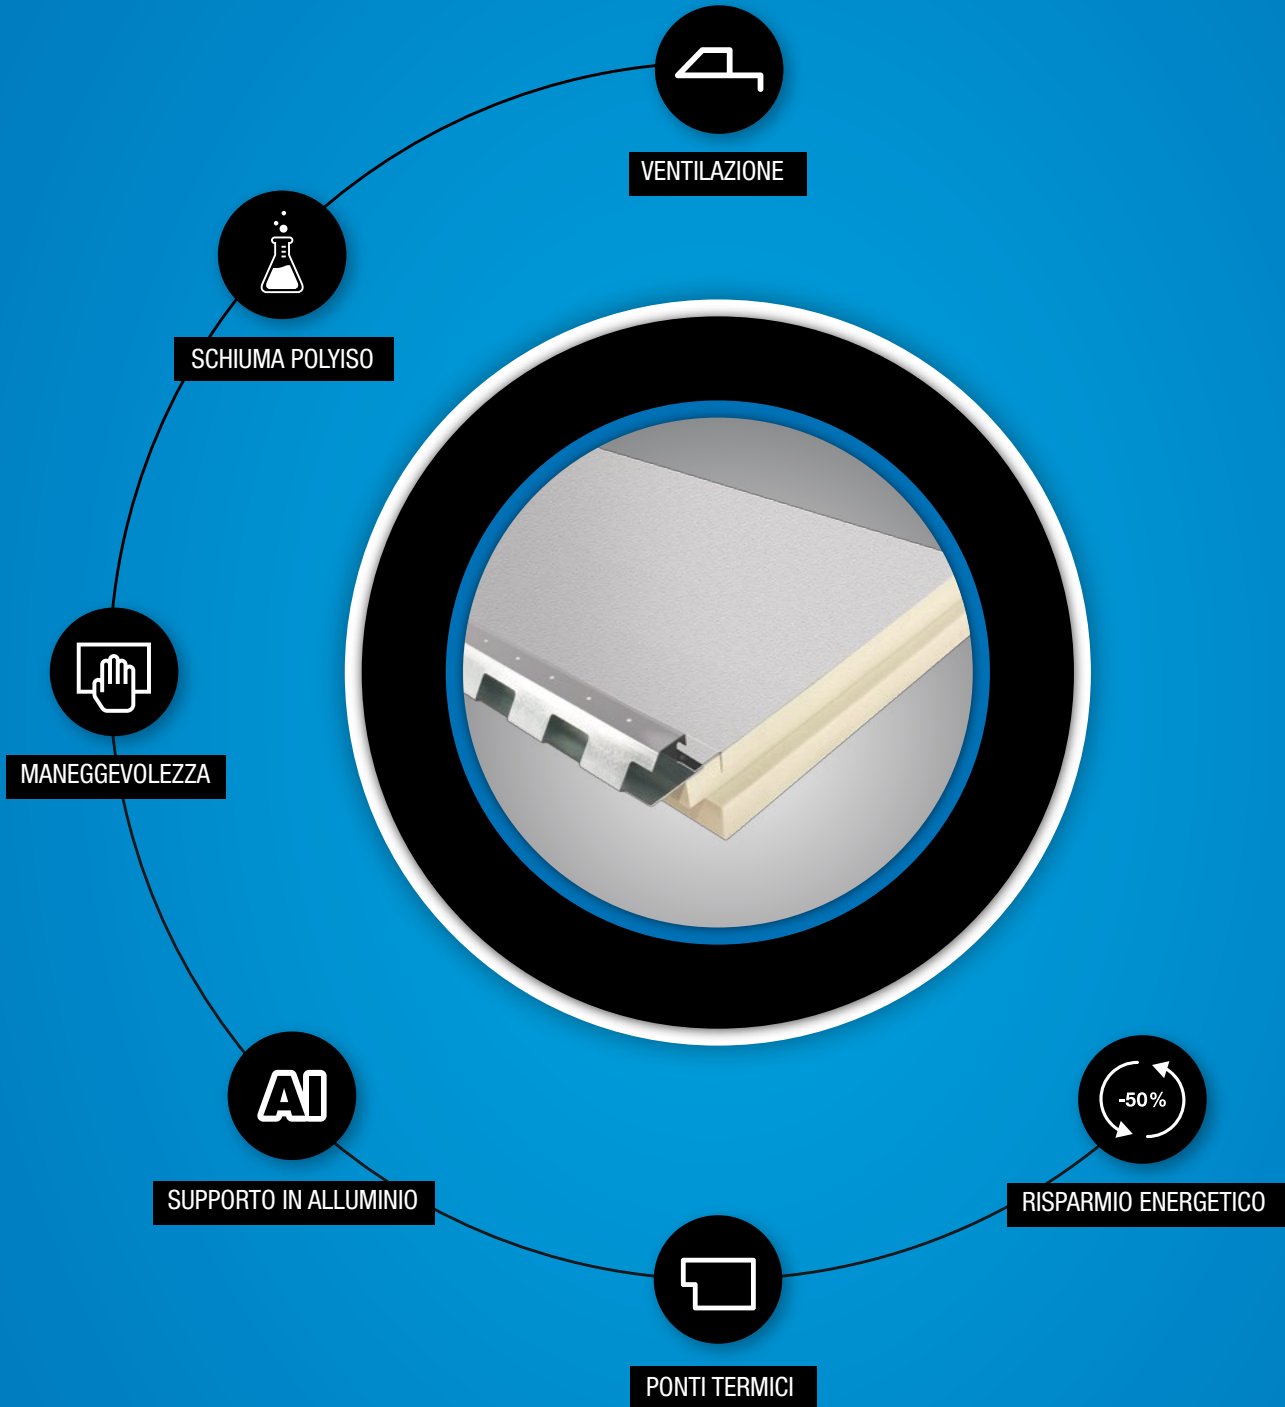 VENTILAZIONE
SCHIUMA POLYISO
MANEGGEVOLEZZA
Al
SUPPORTO IN ALLUMINIO
-50%
RISPARMIO ENERGETICO
PONTI TERMICI